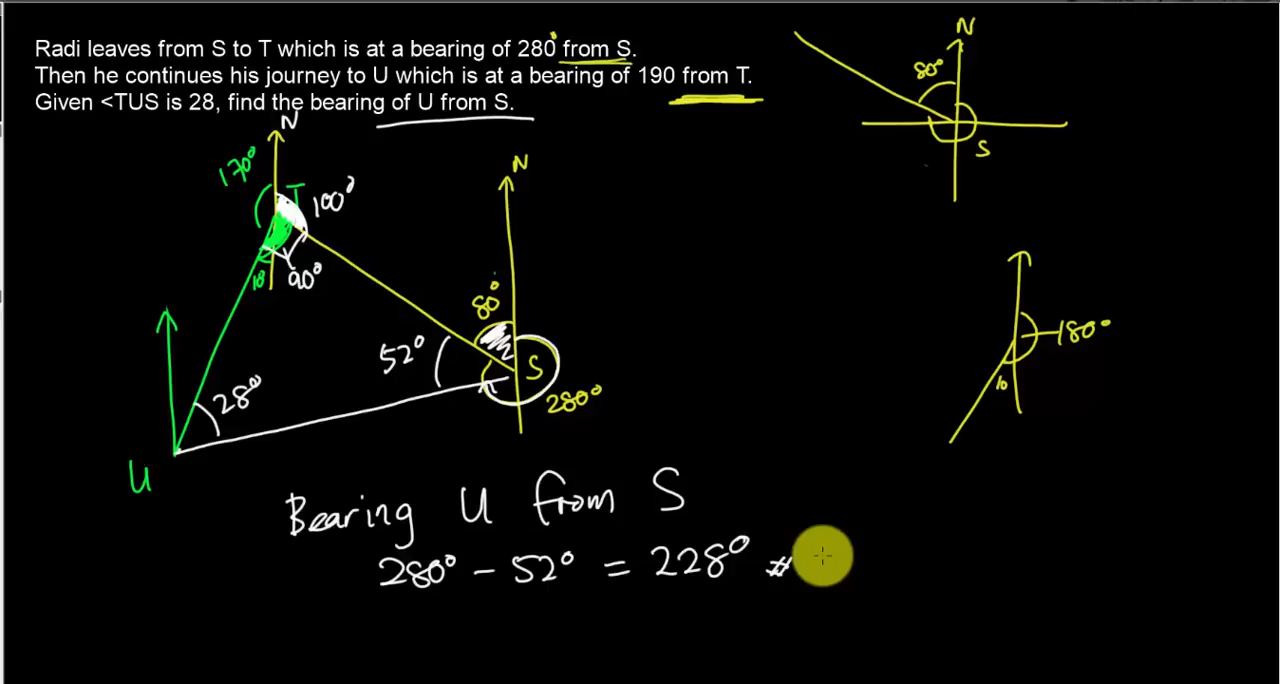 Radi leaves from S to T which is at a bearing of 280° from S.
Then he continues his journey to U which is at a bearing of 190 from T.
Given <TUS is 28, find the bearing of U from S.
N
80°
S
N
170°
T
100°
10
90°
N
80°
52°
S
280°
28°
U
180°
10
Bearing U from S
280° - 52° = 228° #